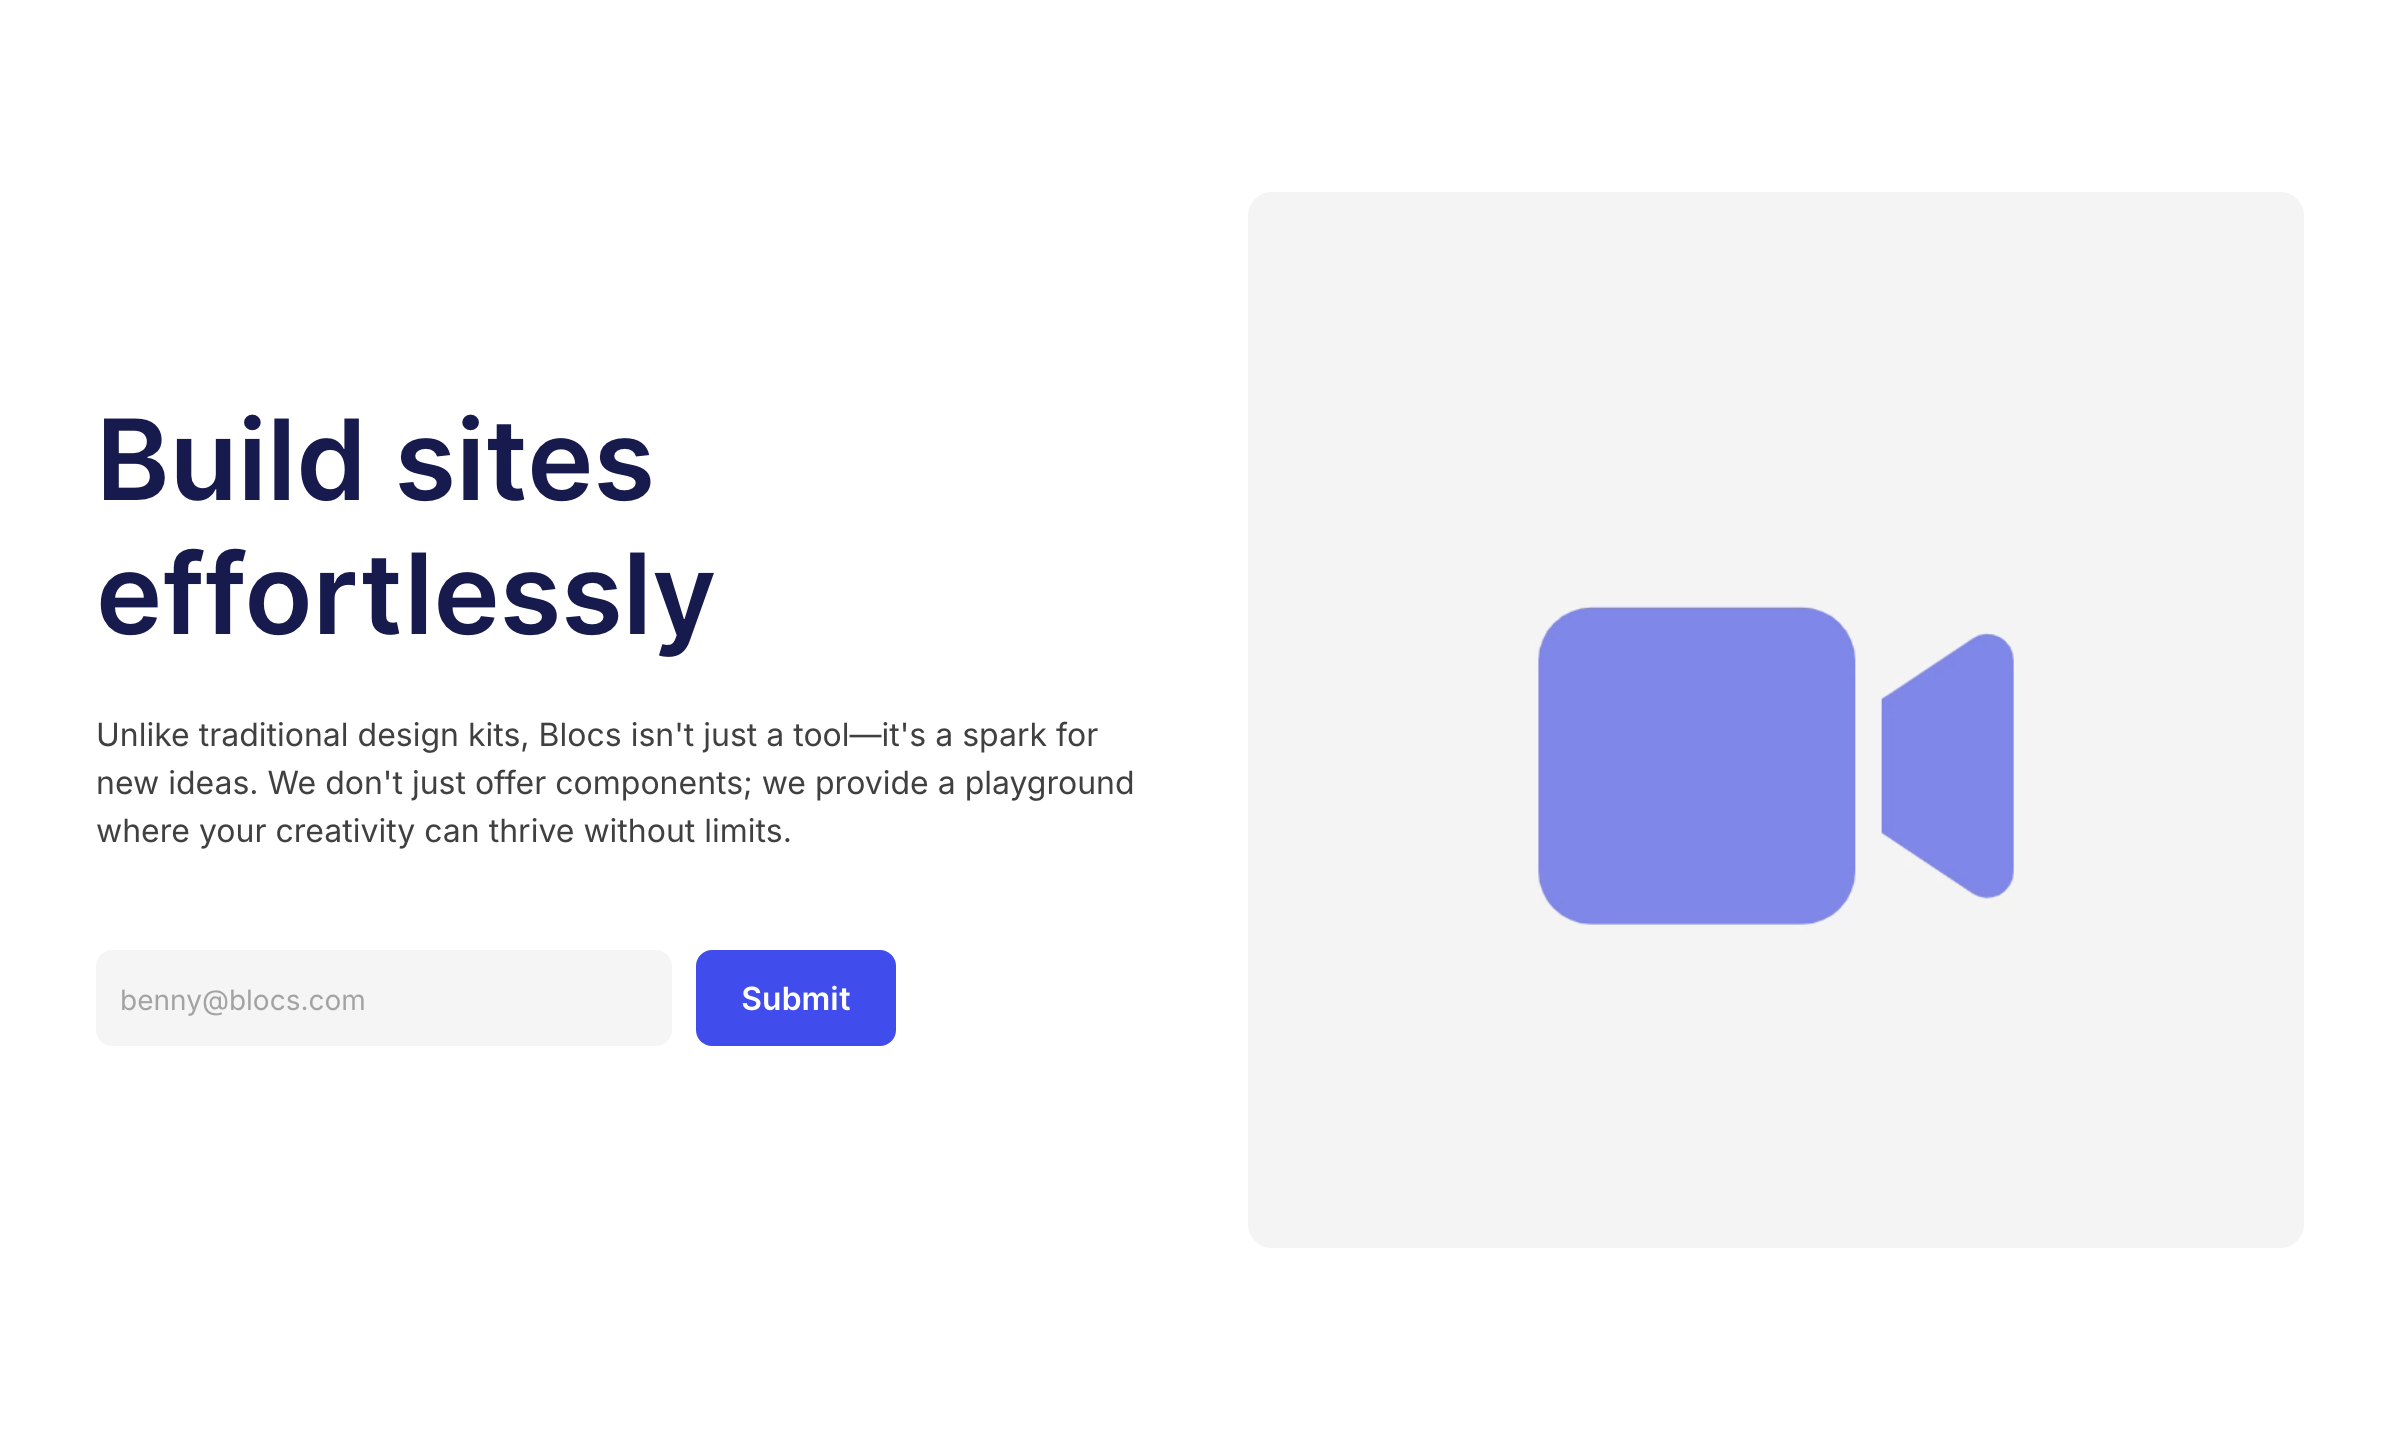 Build sites
effortlessly
Unlike traditional design kits, Blocs isn't just a tool—it's a spark for
new ideas. We don't just offer components; we provide a playground
where your creativity can thrive without limits.
benny@blocs.com
Submit